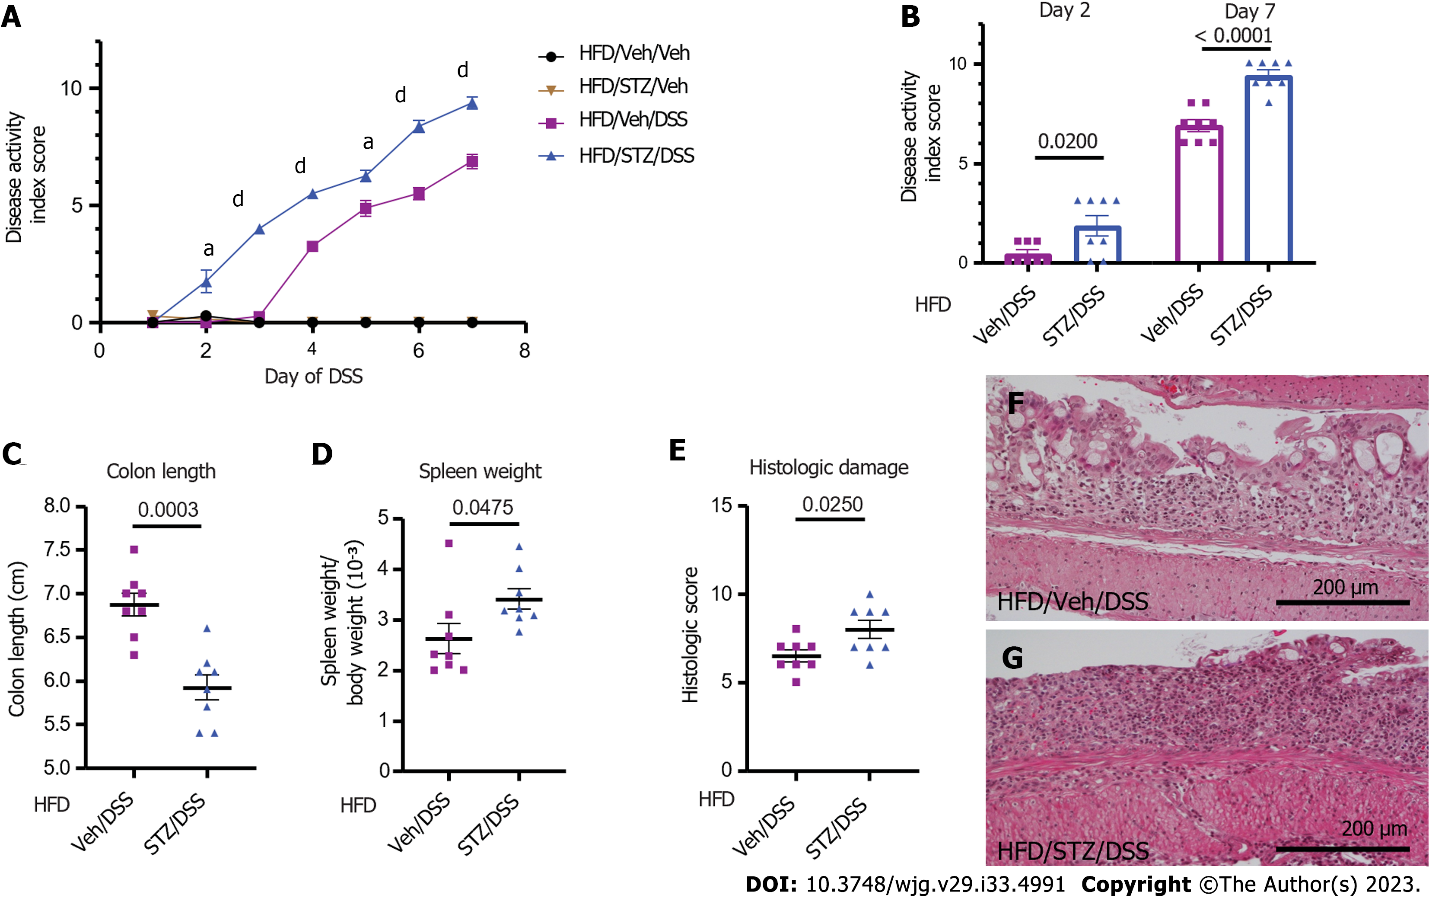 A
Disease activity
index score
10
5
0
0
2
4
6
8
Day of DSS
a
d
d
a
d
d
HFD/Veh/Veh
HFD/STZ/Veh
HFD/Veh/DSS
HFD/STZ/DSS
B
Day 2
Day 7
< 0.0001
0.0200
Disease activity
index score
10
5
0
HFD
Veh/DSS
STZ/DSS
Veh/DSS
STZ/DSS
C
Colon length
0.0003
Colon length (cm)
8.0
7.5
7.0
6.5
6.0
5.5
5.0
HFD
Veh/DSS
STZ/DSS
D
Spleen weight
0.0475
Spleen weight/
body weight (10⁻³)
5
4
3
2
1
0
HFD
Veh/DSS
STZ/DSS
E
Histologic damage
0.0250
Histologic score
15
10
5
0
HFD
Veh/DSS
STZ/DSS
F
200 µm
HFD/Veh/DSS
G
200 µm
HFD/STZ/DSS
DOI: 10.3748/wjg.v29.i33.4991 Copyright ©The Author(s) 2023.